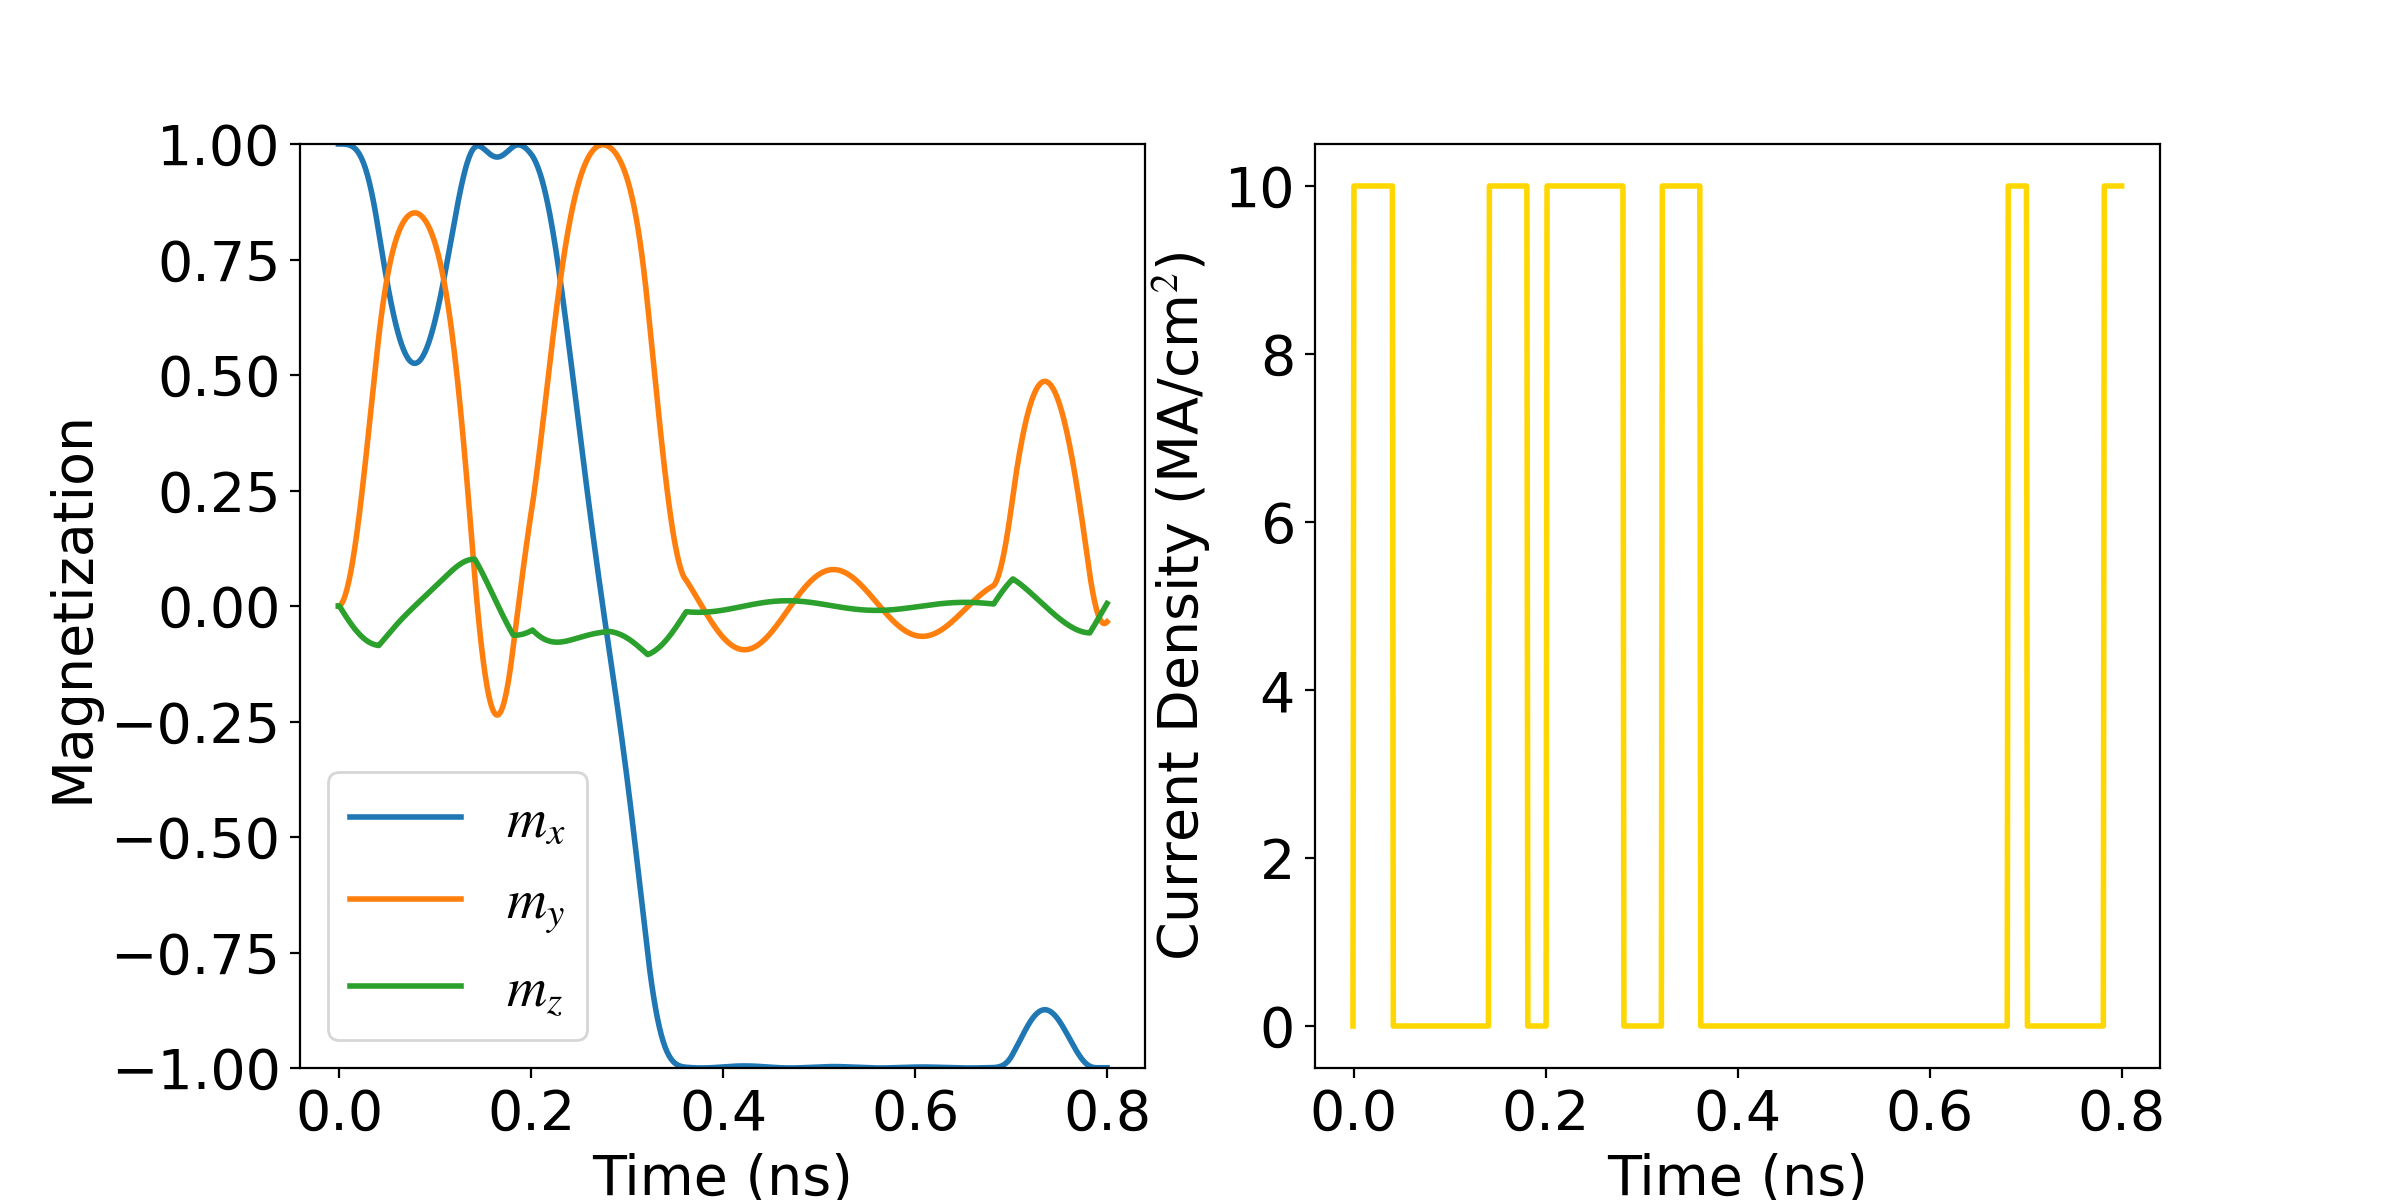 1.00
0.75
0.50
0.25
0.00
−0.25
−0.50
−0.75
−1.00
Magnetization
m_x
m_y
m_z
0.0 0.2 0.4 0.6 0.8
Time (ns)
10
8
6
4
2
0
Current Density (MA/cm²)
0.0 0.2 0.4 0.6 0.8
Time (ns)